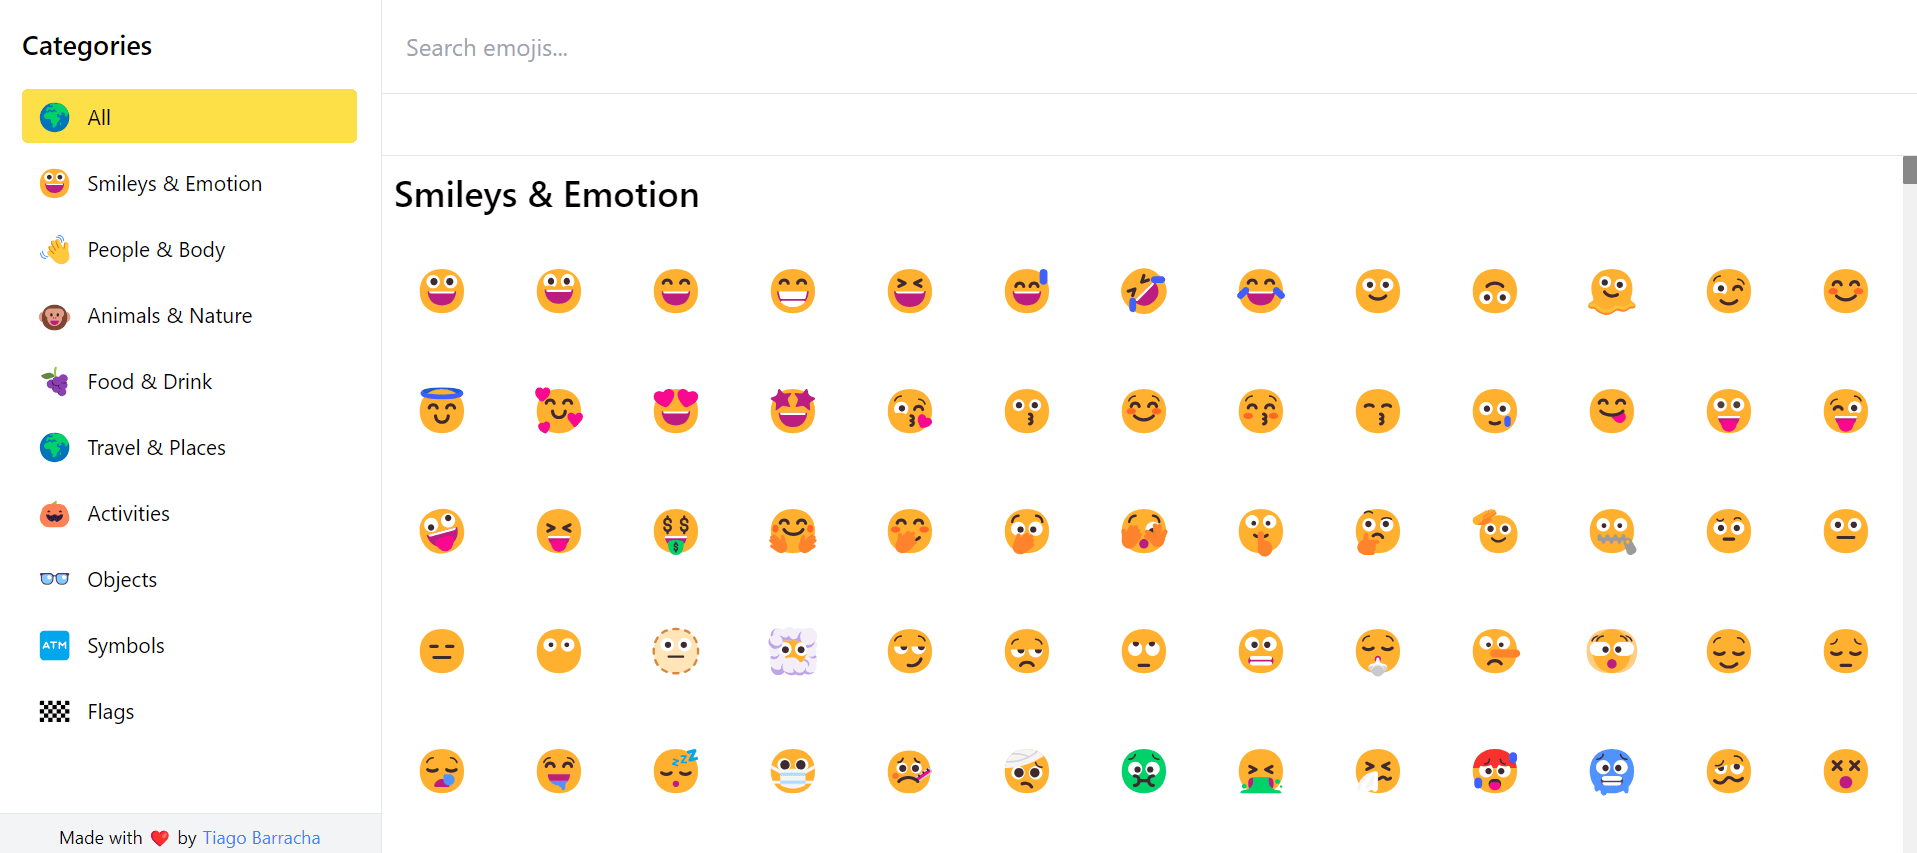 Categories
All
Smileys & Emotion
People & Body
Animals & Nature
Food & Drink
Travel & Places
Activities
Objects
ATM
Symbols
Flags
Made with ❤️ by Tiago Barracha
Search emojis...
Smileys & Emotion
$ $
$
zzz